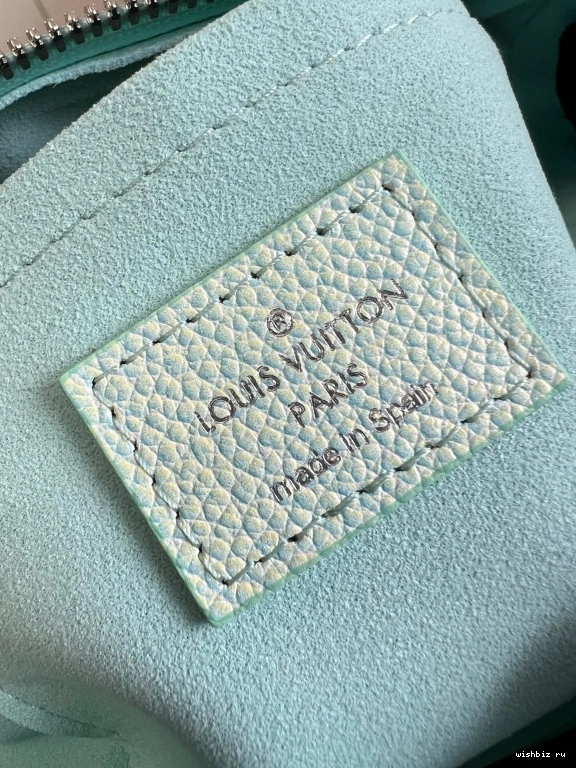 ®
LOUIS VUITTON
PARIS
made in Spain
wishbiz ru